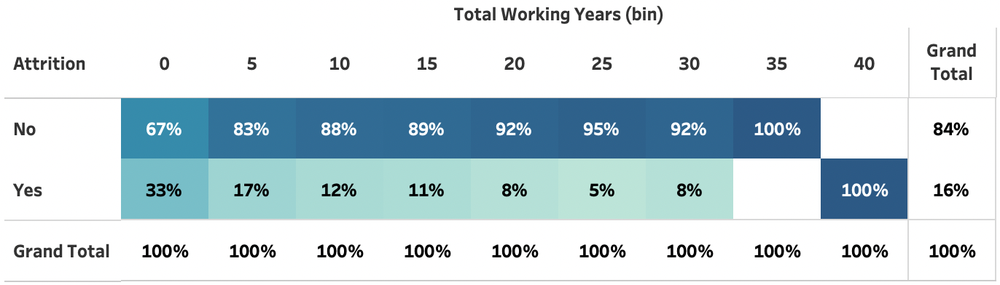 Total Working Years (bin)
Attrition 0 5 10 15 20 25 30 35 40 Grand Total
No 67% 83% 88% 89% 92% 95% 92% 100% 84%
Yes 33% 17% 12% 11% 8% 5% 8% 100% 16%
Grand Total 100% 100% 100% 100% 100% 100% 100% 100% 100% 100%